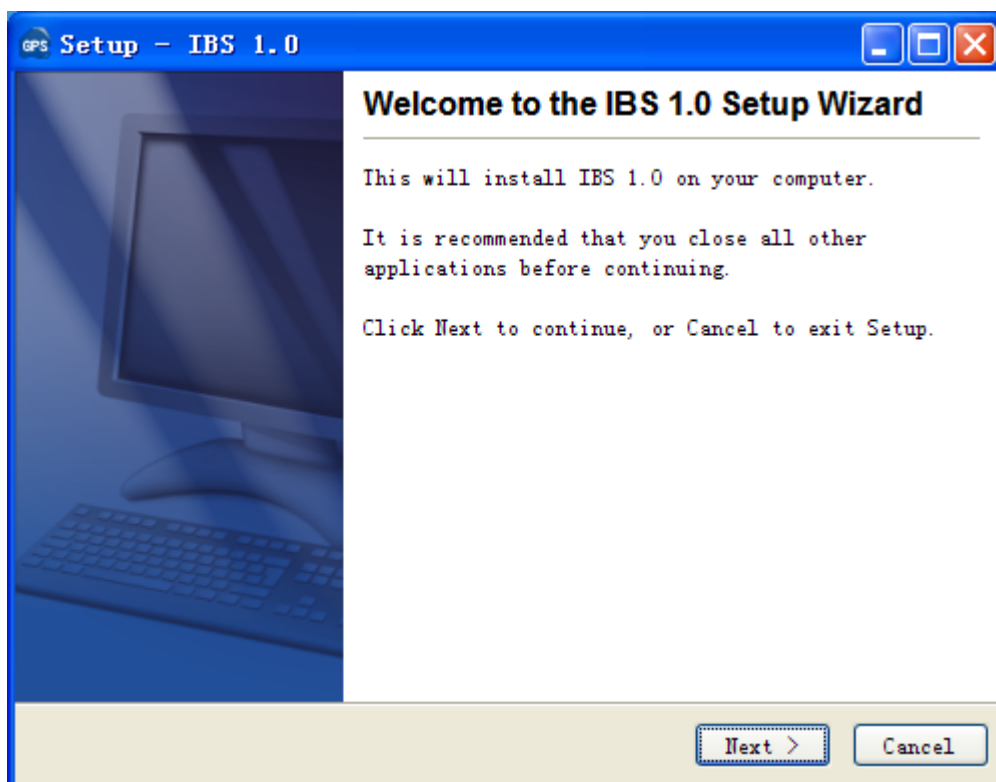 GPS Setup - IBS 1.0
Welcome to the IBS 1.0 Setup Wizard
This will install IBS 1.0 on your computer.
It is recommended that you close all other
applications before continuing.
Click Next to continue, or Cancel to exit Setup.
Next >
Cancel